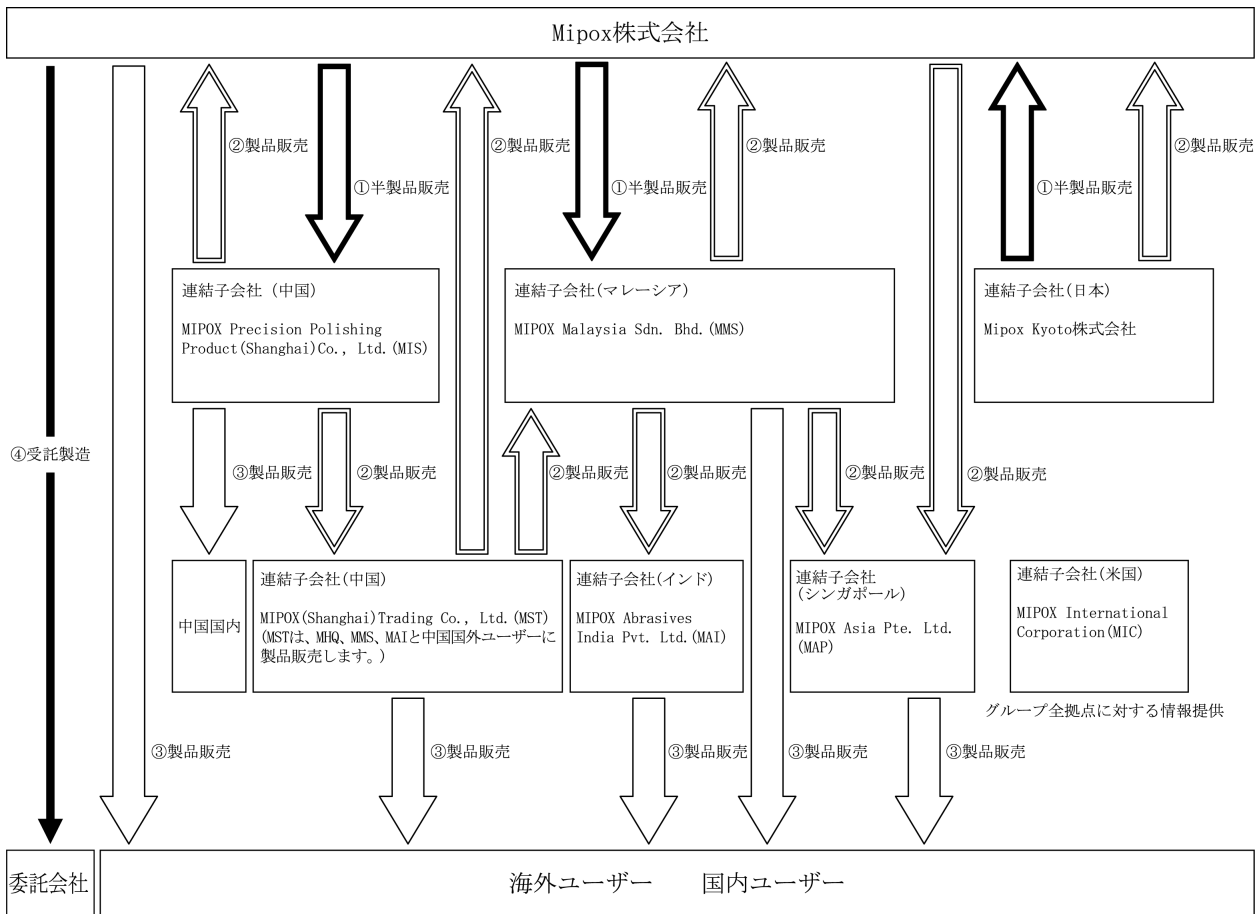 Mipox株式会社
②製品販売
②製品販売
②製品販売
②製品販売
①半製品販売
①半製品販売
①半製品販売
連結子会社 (中国)
MIPOX Precision Polishing
Product(Shanghai)Co., Ltd.(MIS)
連結子会社(マレーシア)
MIPOX Malaysia Sdn. Bhd.(MMS)
連結子会社(日本)
Mipox Kyoto株式会社
④受託製造
③製品販売
②製品販売
②製品販売
②製品販売
②製品販売
②製品販売
中国国内
連結子会社(中国)
MIPOX(Shanghai)Trading Co., Ltd.(MST)
(MSTは、MHQ、MMS、MAIと中国国外ユーザーに
製品販売します。)
連結子会社(インド)
MIPOX Abrasives
India Pvt. Ltd.(MAI)
連結子会社
(シンガポール)
MIPOX Asia Pte. Ltd.
(MAP)
連結子会社(米国)
MIPOX International
Corporation(MIC)
グループ全拠点に対する情報提供
③製品販売
③製品販売
③製品販売
③製品販売
③製品販売
委託会社
海外ユーザー 国内ユーザー